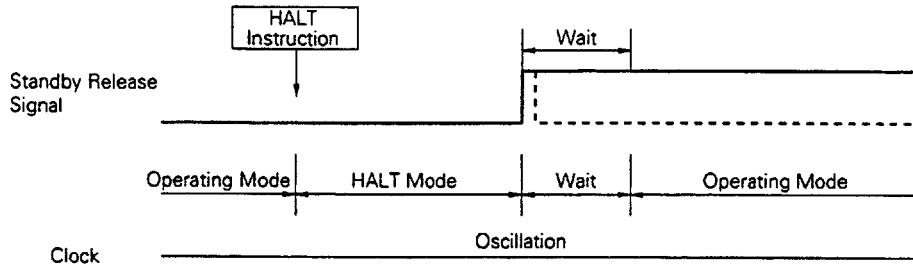 HALT
Instruction
Wait
Standby Release
Signal
Operating Mode HALT Mode Wait Operating Mode
Oscillation
Clock